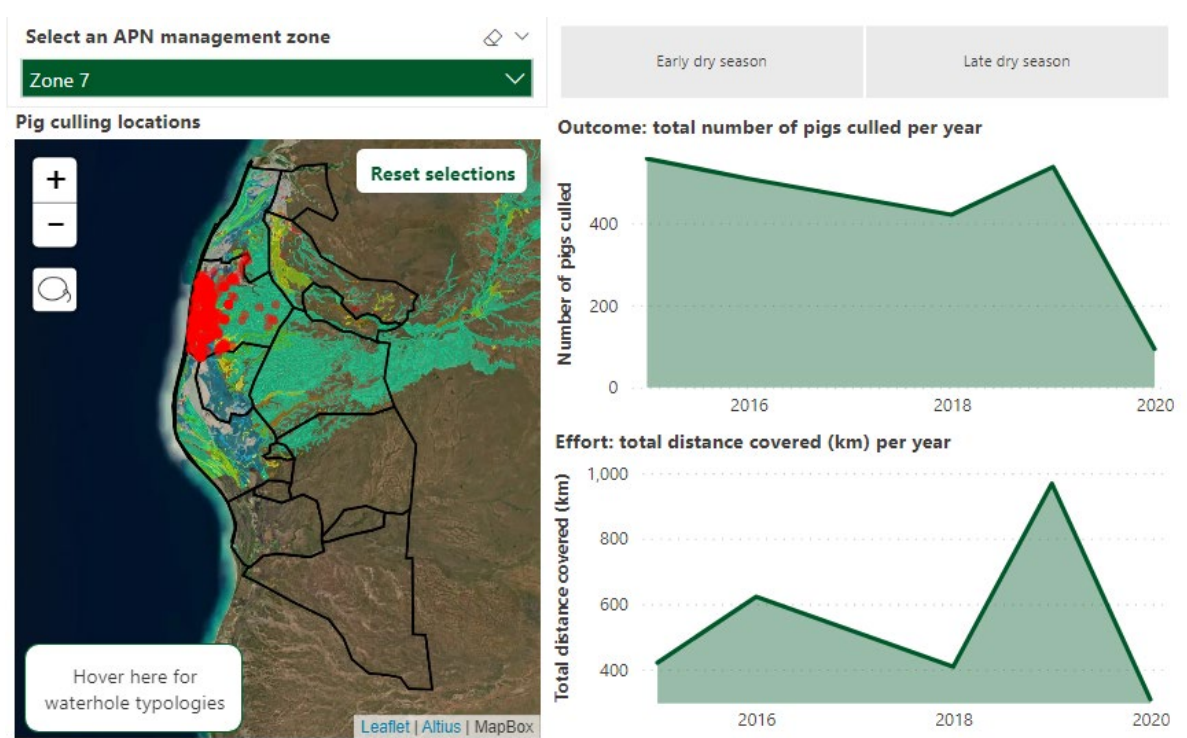 Select an APN management zone
Zone 7
Early dry season
Late dry season
Pig culling locations
+
−
Reset selections
Hover here for
waterhole typologies
Leaflet | Altius | MapBox
Outcome: total number of pigs culled per year
Number of pigs culled
400
200
0
2016
2018
2020
Effort: total distance covered (km) per year
Total distance covered (km)
1,000
800
600
400
2016
2018
2020